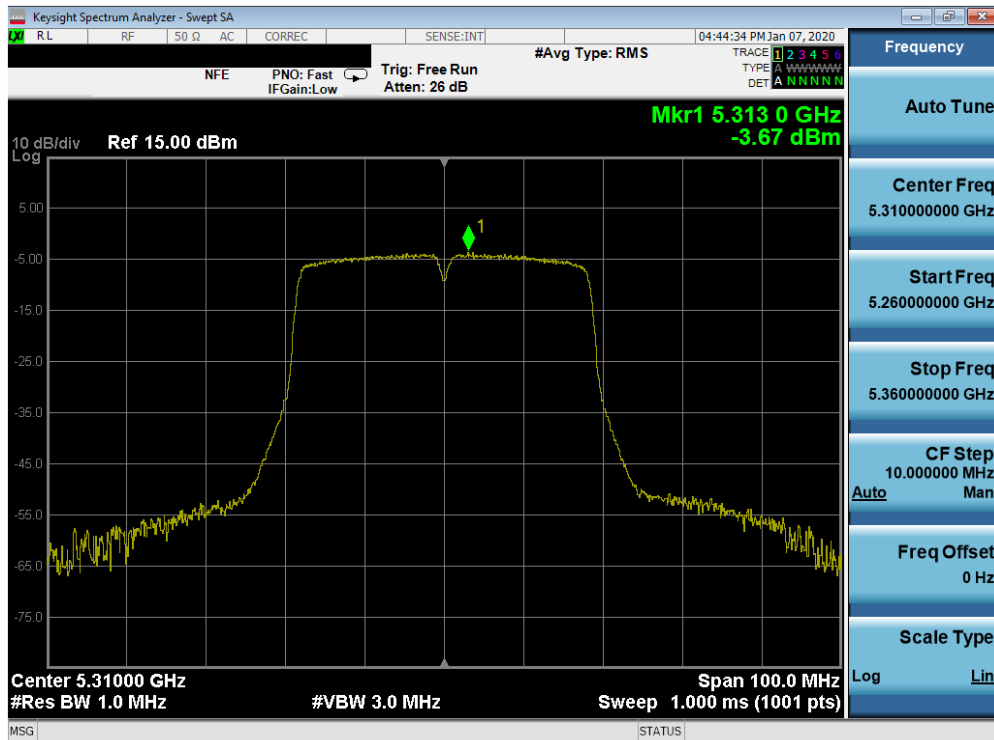 Keysight Spectrum Analyzer - Swept SA
LXI RL RF 50 Ω AC CORREC SENSE:INT 04:44:34 PM Jan 07, 2020
NFE PNO: Fast IFGain:Low
Trig: Free Run
Atten: 26 dB
#Avg Type: RMS
TRACE 1 2 3 4 5 6
TYPE A WWWWW
DET A N N N N N
Mkr1 5.313 0 GHz
-3.67 dBm
10 dB/div Ref 15.00 dBm
Log
1
5.00
-5.00
-15.0
-25.0
-35.0
-45.0
-55.0
-65.0
-75.0
Center 5.31000 GHz Span 100.0 MHz
#Res BW 1.0 MHz #VBW 3.0 MHz Sweep 1.000 ms (1001 pts)
MSG STATUS
Frequency
Auto Tune
Center Freq
5.310000000 GHz
Start Freq
5.260000000 GHz
Stop Freq
5.360000000 GHz
CF Step
10.000000 MHz
Auto Man
Freq Offset
0 Hz
Scale Type
Log Lin